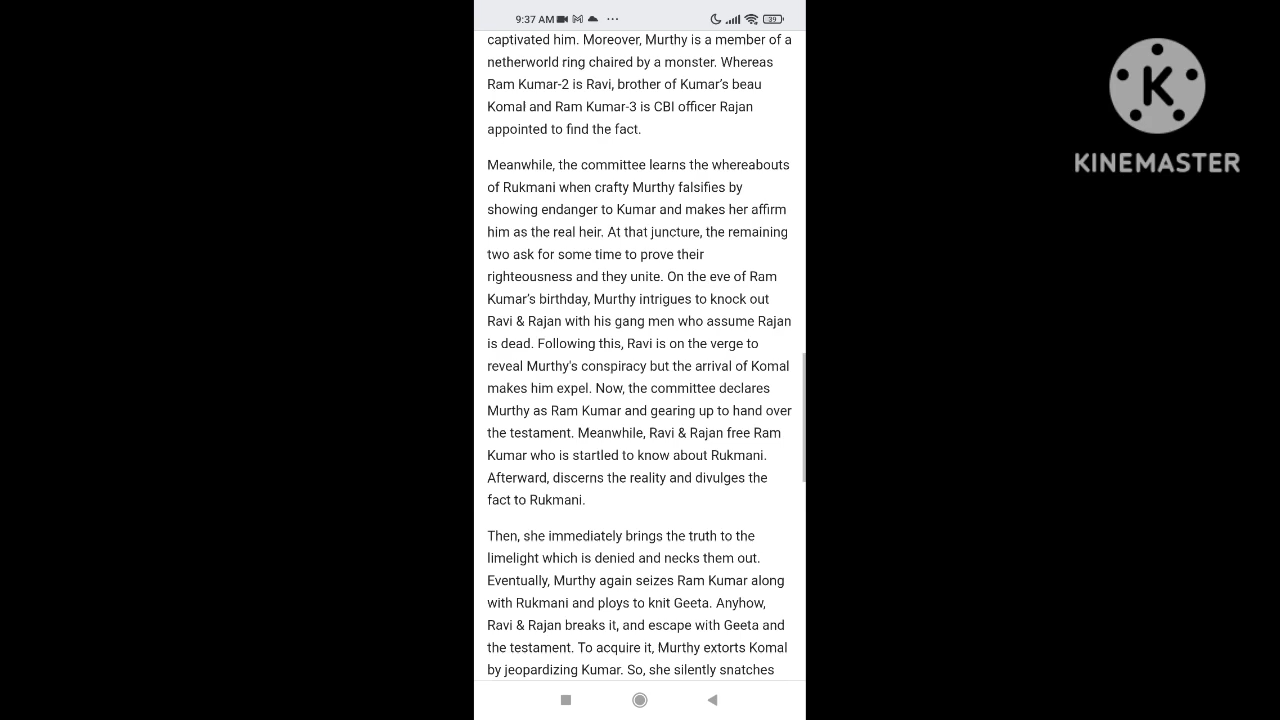 9:37 AM
39
captivated him. Moreover, Murthy is a member of a
netherworld ring chaired by a monster. Whereas
Ram Kumar-2 is Ravi, brother of Kumar’s beau
Komal and Ram Kumar-3 is CBI officer Rajan
appointed to find the fact.
Meanwhile, the committee learns the whereabouts
of Rukmani when crafty Murthy falsifies by
showing endanger to Kumar and makes her affirm
him as the real heir. At that juncture, the remaining
two ask for some time to prove their
righteousness and they unite. On the eve of Ram
Kumar’s birthday, Murthy intrigues to knock out
Ravi & Rajan with his gang men who assume Rajan
is dead. Following this, Ravi is on the verge to
reveal Murthy's conspiracy but the arrival of Komal
makes him expel. Now, the committee declares
Murthy as Ram Kumar and gearing up to hand over
the testament. Meanwhile, Ravi & Rajan free Ram
Kumar who is startled to know about Rukmani.
Afterward, discerns the reality and divulges the
fact to Rukmani.
Then, she immediately brings the truth to the
limelight which is denied and necks them out.
Eventually, Murthy again seizes Ram Kumar along
with Rukmani and ploys to knit Geeta. Anyhow,
Ravi & Rajan breaks it, and escape with Geeta and
the testament. To acquire it, Murthy extorts Komal
by jeopardizing Kumar. So, she silently snatches
K
KINEMASTER